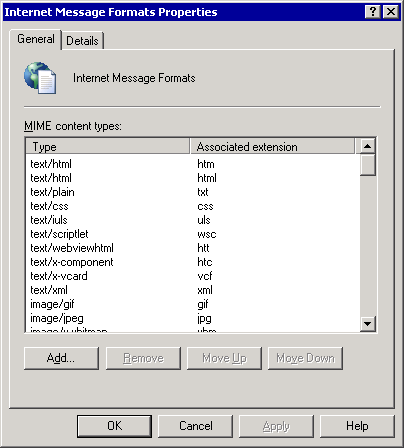 Internet Message Formats Properties
General Details
Internet Message Formats
MIME content types:
Type Associated extension
text/html htm
text/html html
text/plain txt
text/css css
text/iuls uls
text/scriptlet wsc
text/webviewhtml htt
text/x-component htc
text/x-vcard vcf
text/xml xml
image/gif gif
image/jpeg jpg
Add... Remove Move Up Move Down
OK Cancel Apply Help